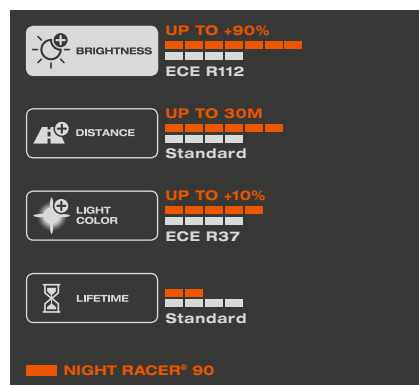 UP TO +90%
BRIGHTNESS
ECE R112
UP TO 30M
DISTANCE
Standard
UP TO +10%
LIGHT
COLOR
ECE R37
LIFETIME
Standard
NIGHT RACER® 90